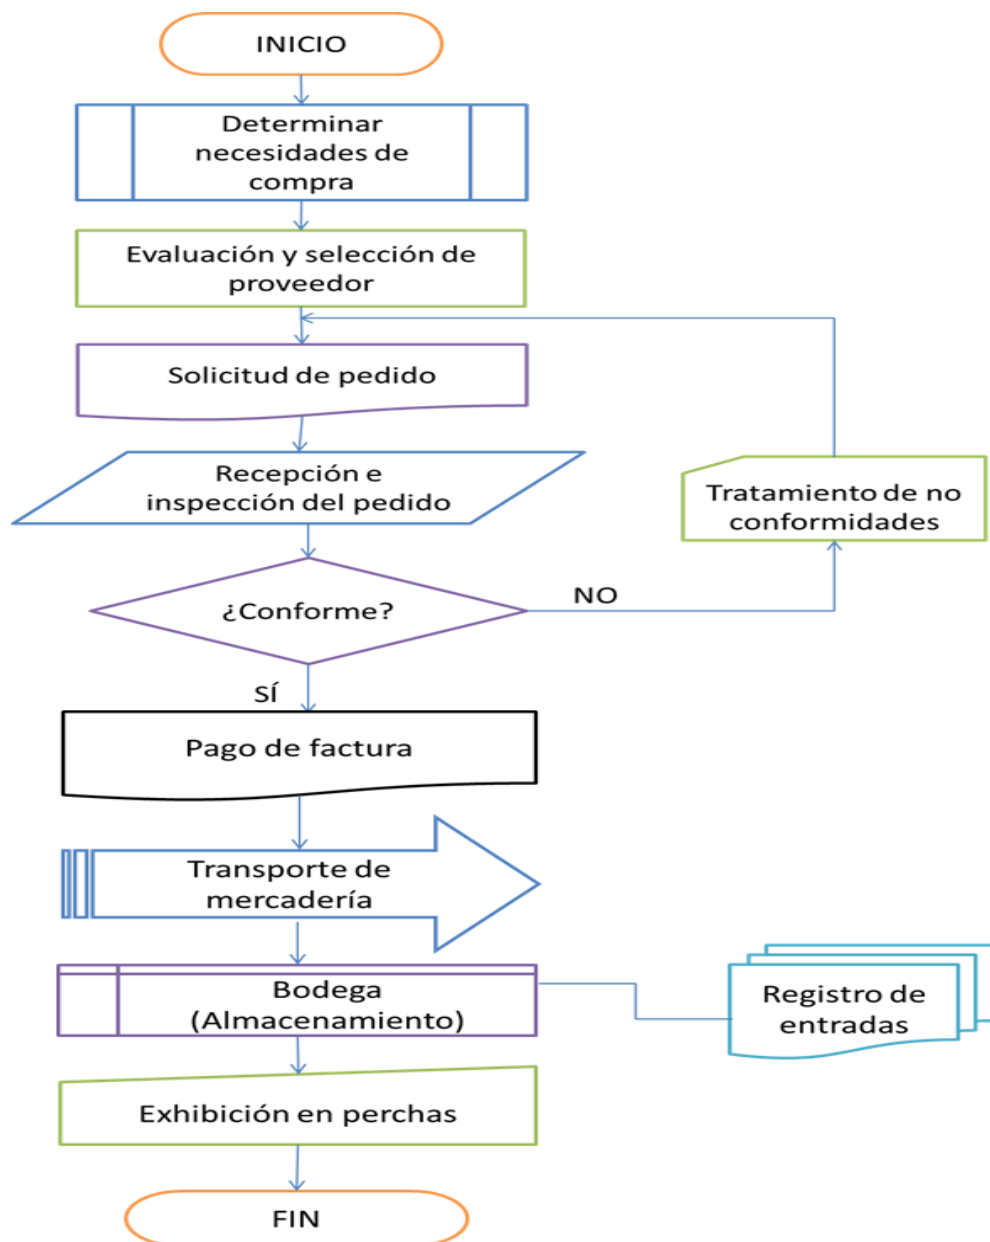 INICIO
Determinar
necesidades de
compra
Evaluación y selección de
proveedor
Solicitud de pedido
Recepción e
inspección del pedido
Tratamiento de no
conformidades
¿Conforme?
NO
SÍ
Pago de factura
Transporte de
mercadería
Bodega
(Almacenamiento)
Registro de
entradas
Exhibición en perchas
FIN